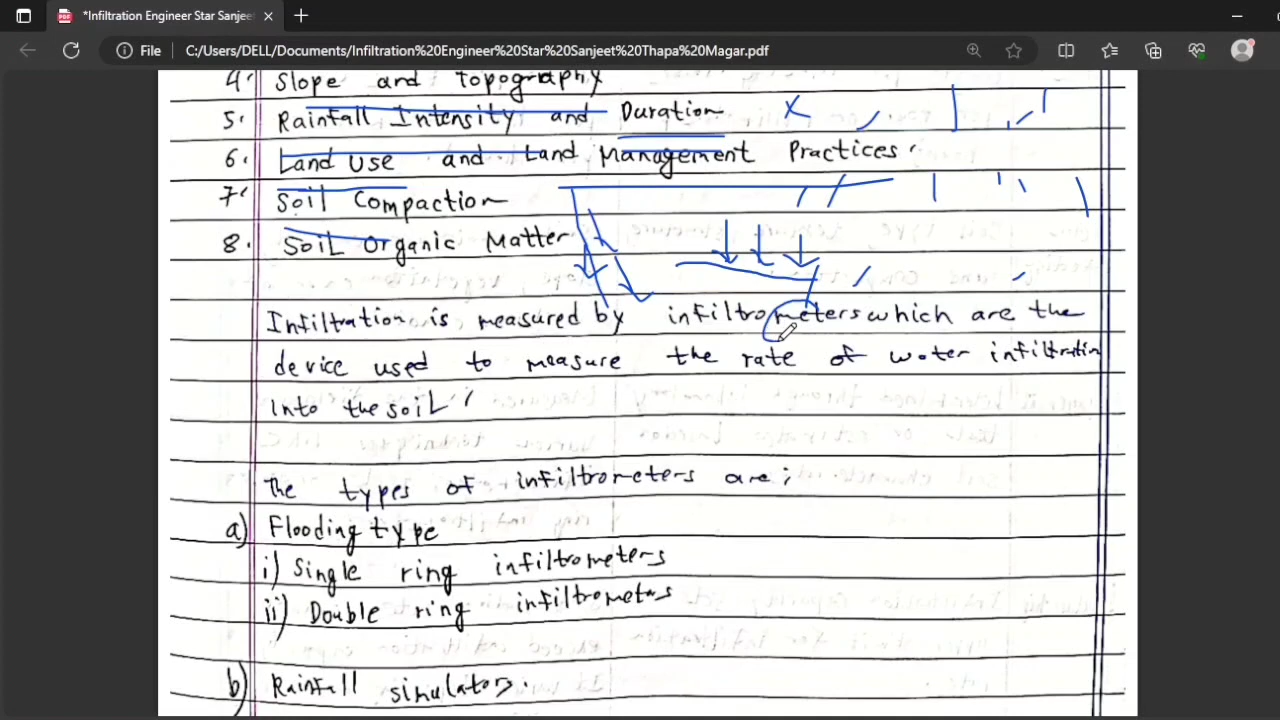 *Infiltration Engineer Star Sanjee
File
C:/Users/DELL/Documents/Infiltration%20Engineer%20Star%20Sanjeet%20Thapa%20Magar.pdf
4. Slope and topography
5. Rainfall Intensity and Duration
6. Land Use and Land Management Practices.
7. Soil Compaction
8. Soil Organic Matter
Infiltration is measured by infiltrometers which are the
device used to measure the rate of water infiltration
into the soil.
The types of infiltrometers are;
a) Flooding type
i) Single ring infiltrometers
ii) Double ring infiltrometers
b) Rainfall simulators.